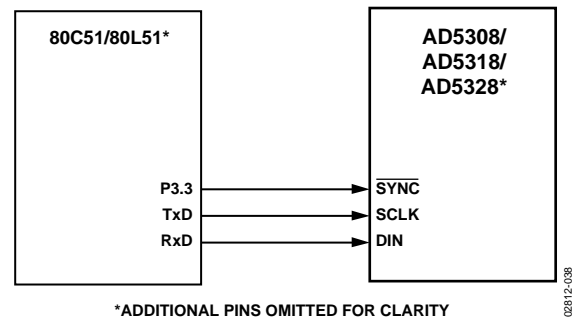 80C51/80L51*
AD5308/
AD5318/
AD5328*
P3.3
SYNC
TxD
SCLK
RxD
DIN
*ADDITIONAL PINS OMITTED FOR CLARITY
02812-038